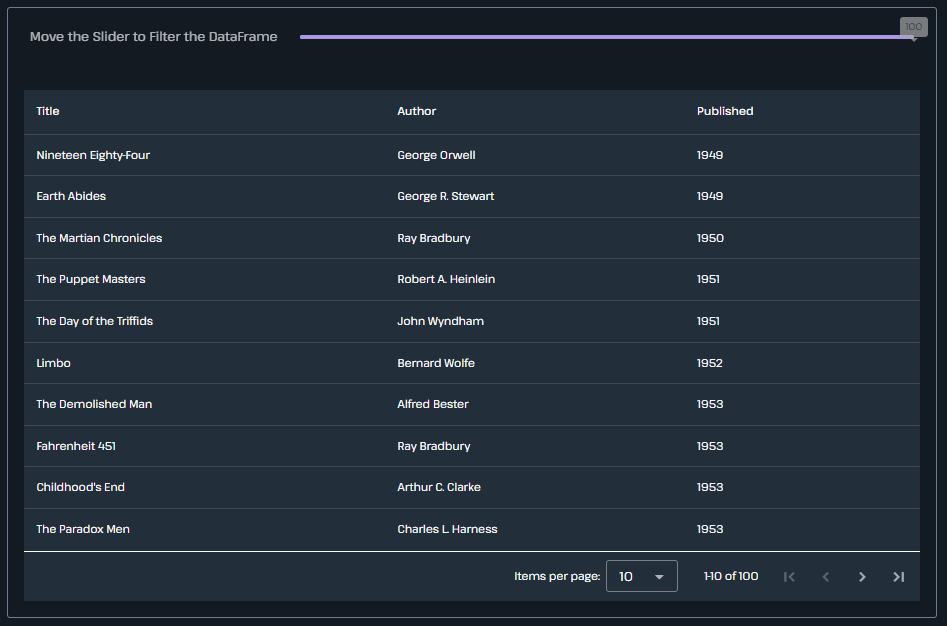 Move the Slider to Filter the DataFrame 100
Title Author Published
Nineteen Eighty-Four George Orwell 1949
Earth Abides George R. Stewart 1949
The Martian Chronicles Ray Bradbury 1950
The Puppet Masters Robert A. Heinlein 1951
The Day of the Triffids John Wyndham 1951
Limbo Bernard Wolfe 1952
The Demolished Man Alfred Bester 1953
Fahrenheit 451 Ray Bradbury 1953
Childhood's End Arthur C. Clarke 1953
The Paradox Men Charles L. Harness 1953
Items per page: 10 1-10 of 100